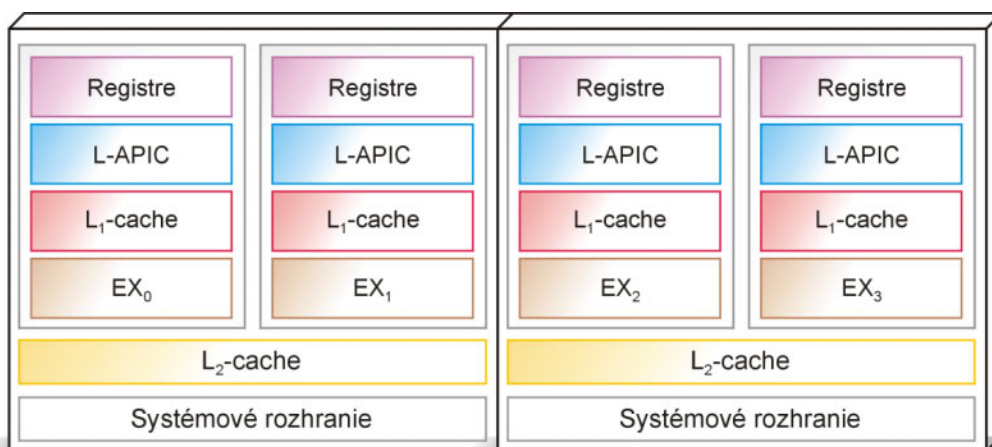 Registre
L-APIC
L₁-cache
EX₀
Registre
L-APIC
L₁-cache
EX₁
L₂-cache
Systémové rozhranie
Registre
L-APIC
L₁-cache
EX₂
Registre
L-APIC
L₁-cache
EX₃
L₂-cache
Systémové rozhranie